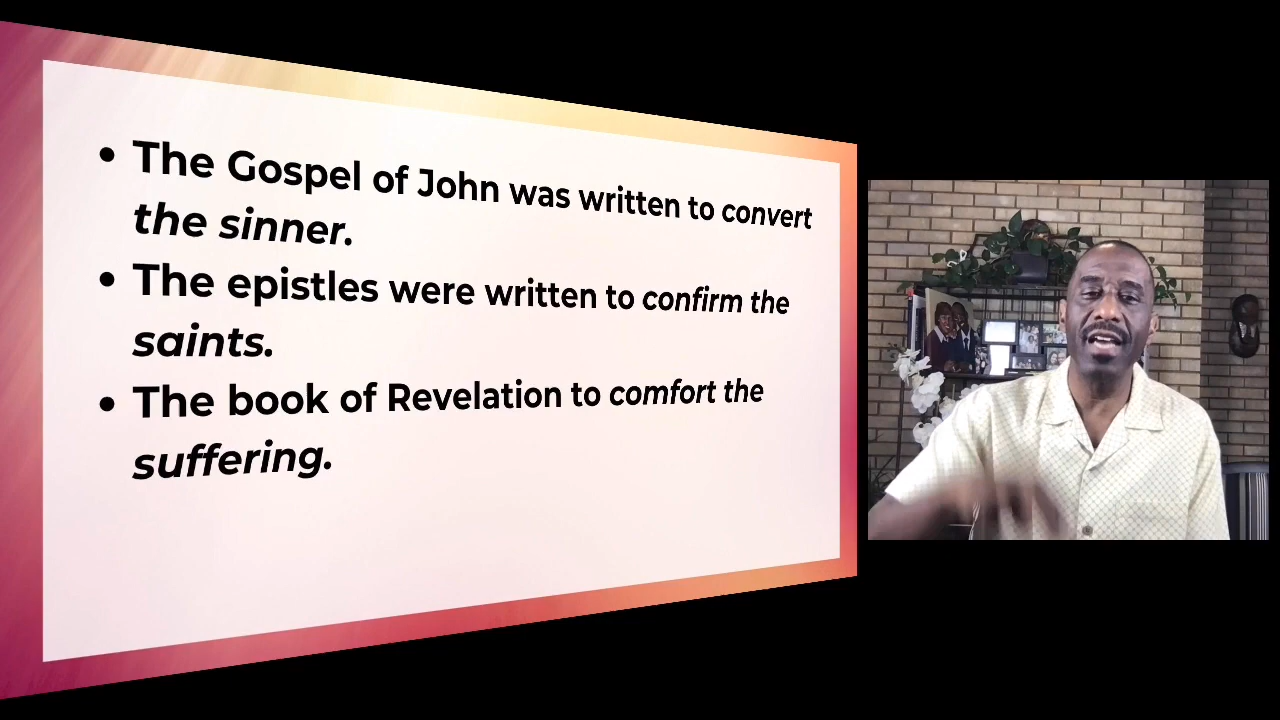 • The Gospel of John was written to convert
the sinner.
• The epistles were written to confirm the
saints.
• The book of Revelation to comfort the
suffering.